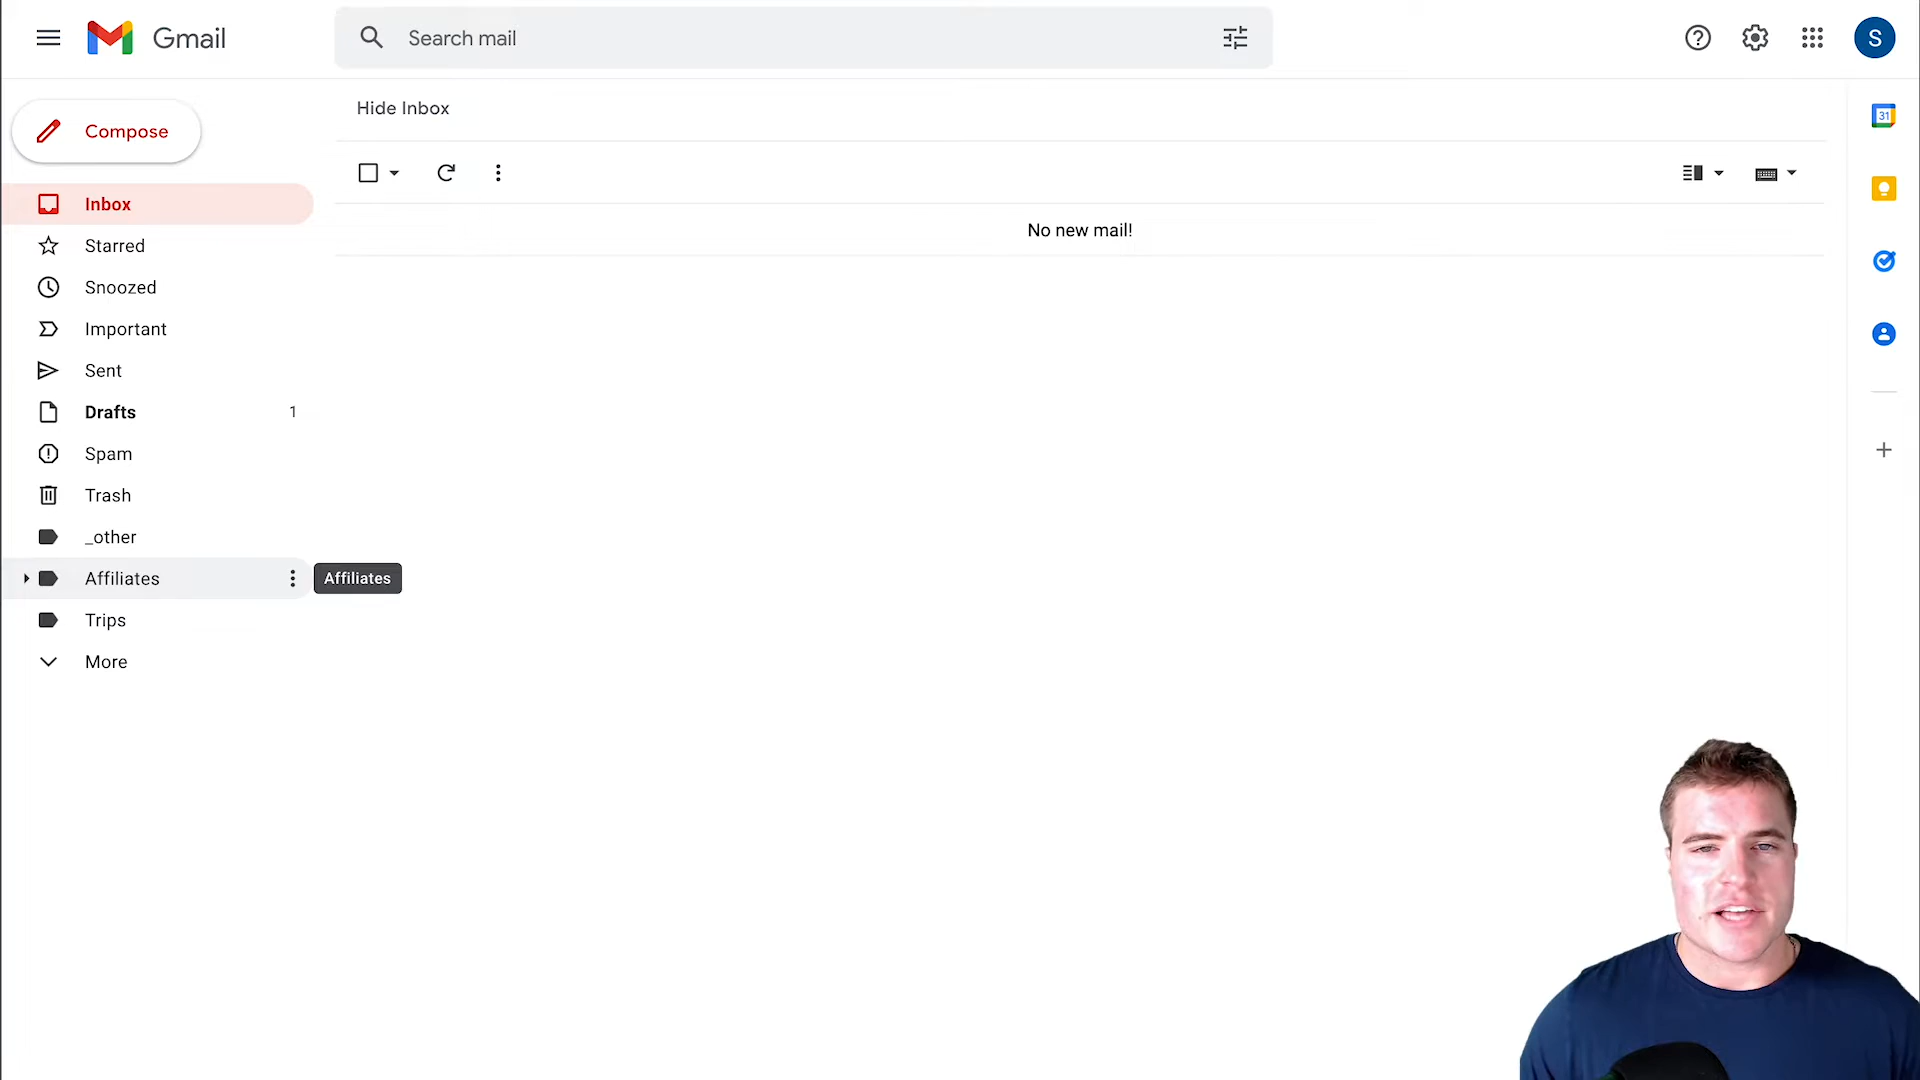 Gmail
Search mail
S
Compose
Hide Inbox
31
Inbox
No new mail!
Starred
Snoozed
Important
Sent
Drafts 1
Spam
Trash
_other
Affiliates
Affiliates
Trips
More